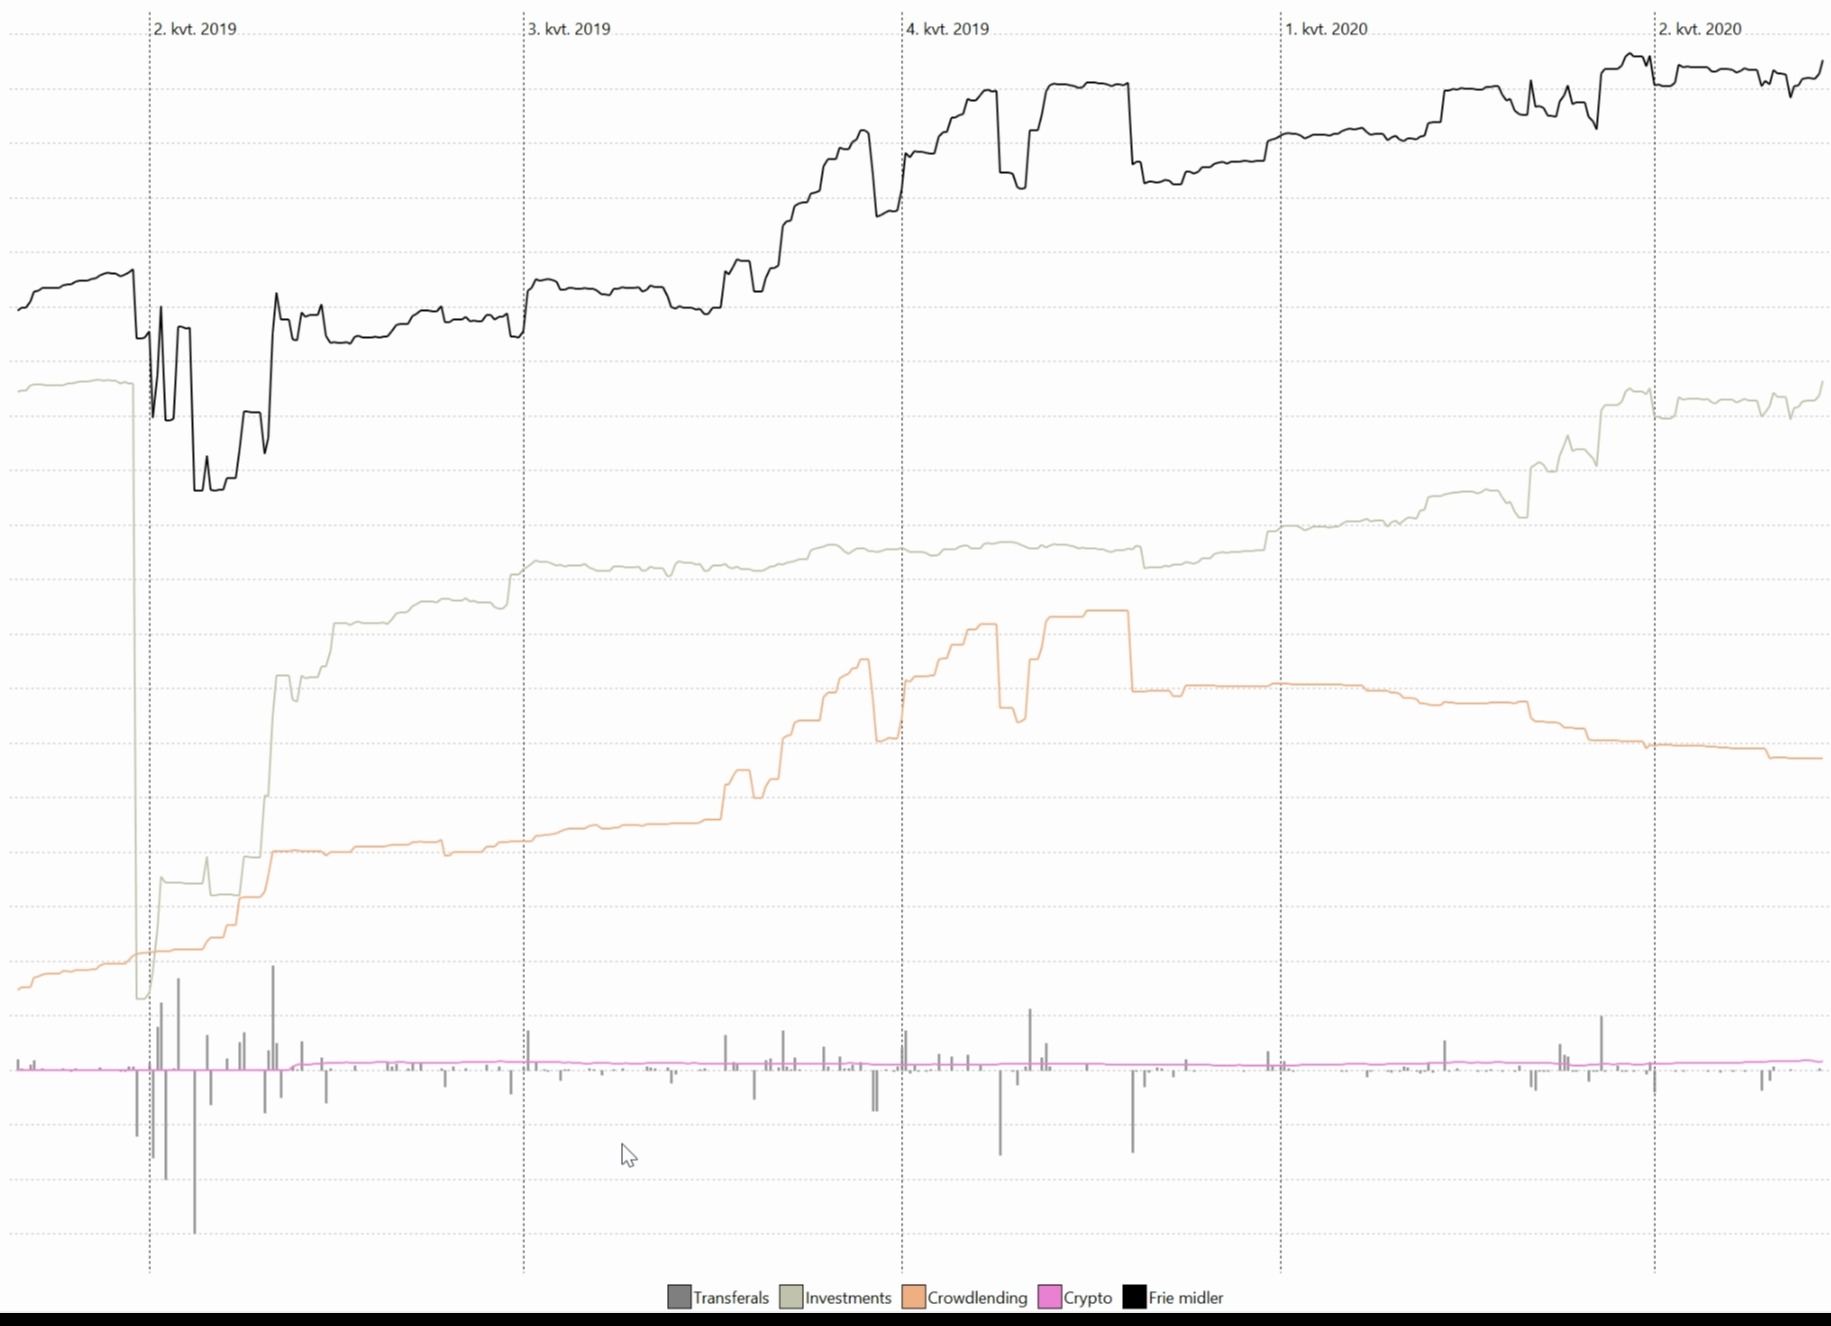 2. kvt. 2019
3. kvt. 2019
4. kvt. 2019
1. kvt. 2020
2. kvt. 2020
Transferals
Investments
Crowdlending
Crypto
Frie midler